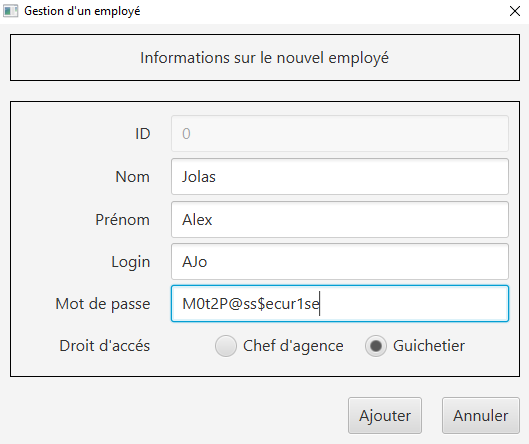 Gestion d'un employé
Informations sur le nouvel employé
ID 0
Nom Jolas
Prénom Alex
Login AJo
Mot de passe M0t2P@ss$ecur1se
Droit d'accés Chef d'agence Guichetier
Ajouter Annuler